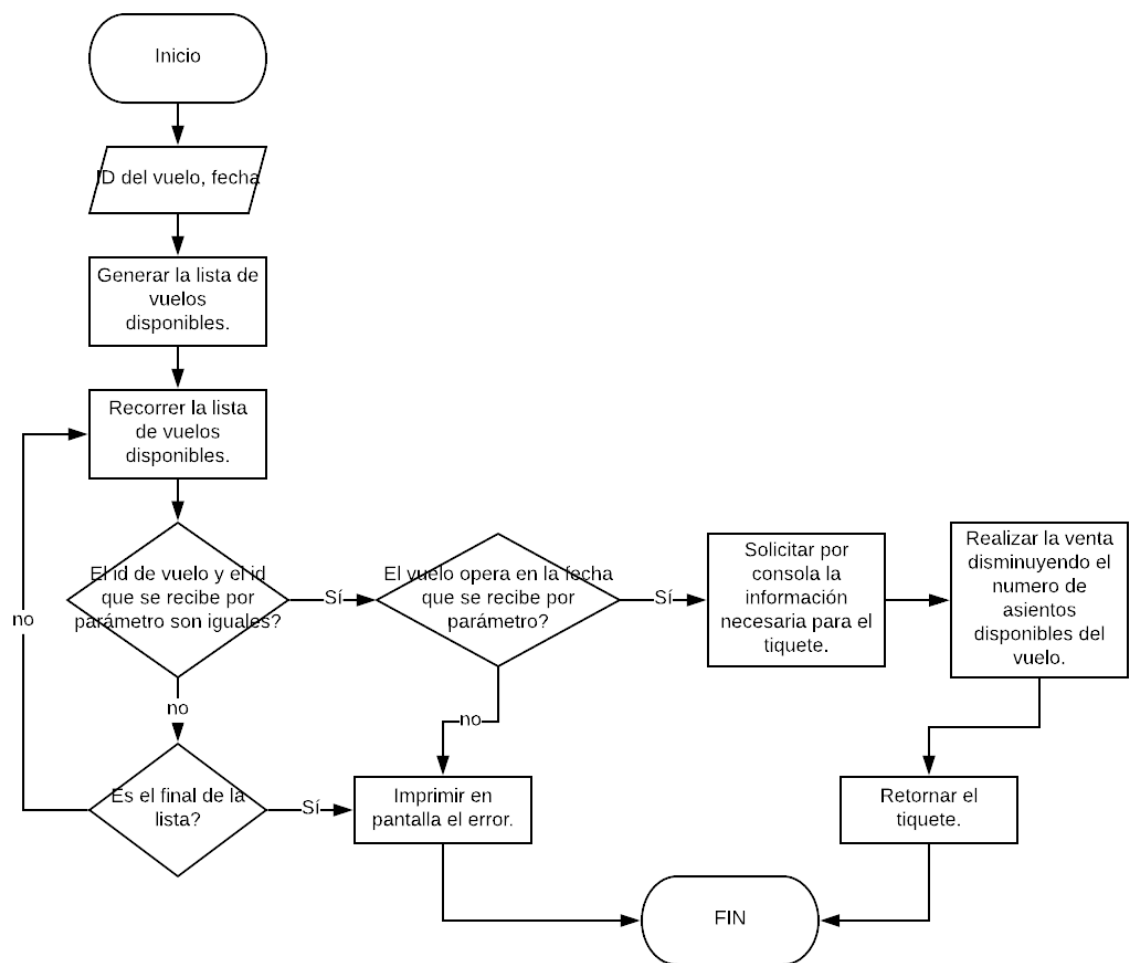 Inicio
ID del vuelo, fecha
Generar la lista de
vuelos
disponibles.
Recorrer la lista
de vuelos
disponibles.
El id de vuelo y el id
que se recibe por
parámetro son iguales?
Sí
El vuelo opera en la fecha
que se recibe por
parámetro?
Sí
Solicitar por
consola la
información
necesaria para el
tiquete.
Realizar la venta
disminuyendo el
numero de
asientos
disponibles del
vuelo.
no
no
no
Es el final de la
lista?
Sí
Imprimir en
pantalla el error.
Retornar el
tiquete.
FIN